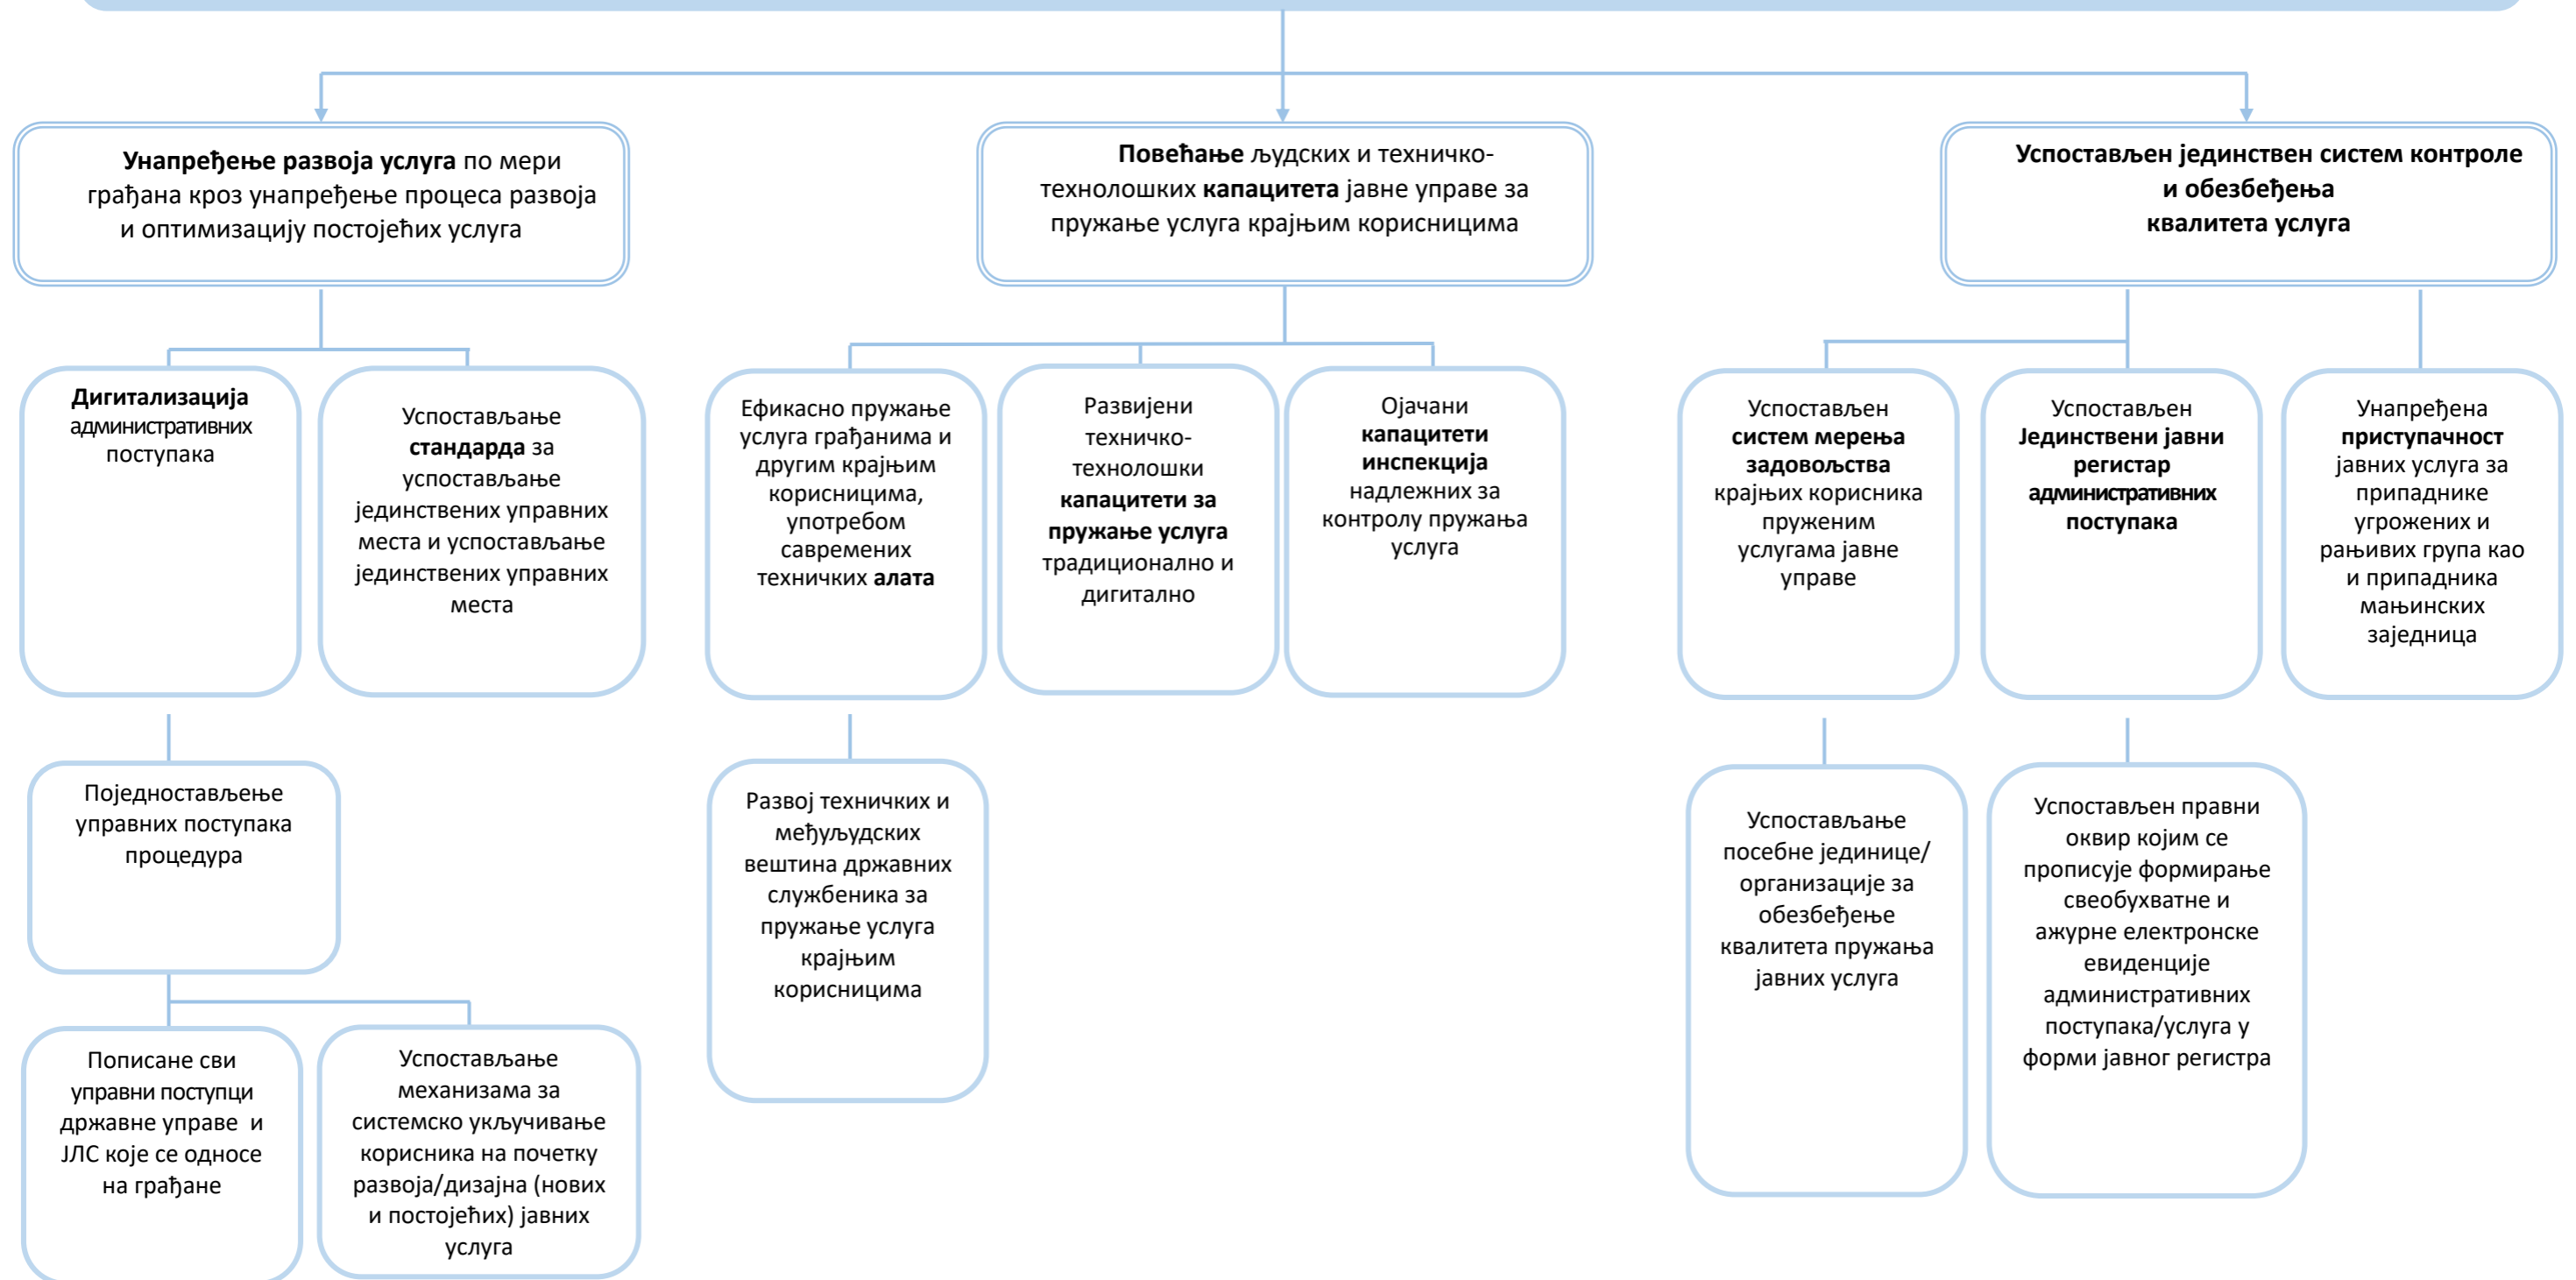 Унапређење развоја услуга по мери
грађана кроз унапређење процеса развоја
и оптимизацију постојећих услуга
Повећање људских и техничко-
технолошких капацитета јавне управе за
пружање услуга крајњим корисницима
Успостављен јединствен систем контроле
и обезбеђења
квалитета услуга
Дигитализација
административних
поступака
Успостављање
стандарда за
успостављање
јединствених управних
места и успостављање
јединствених управних
места
Ефикасно пружање
услуга грађанима и
другим крајњим
корисницима,
употребом
савремених
техничких алата
Развијени
техничко-
технолошки
капацитети за
пружање услуга
традиционално и
дигитално
Ојачани
капацитети
инспекција
надлежних за
контролу пружања
услуга
Успостављен
систем мерења
задовољства
крајњих корисника
пруженим
услугама јавне
управе
Успостављен
Јединствени јавни
регистар
административних
поступака
Унапређена
приступачност
јавних услуга за
припаднике
угрожених и
рањивих група као
и припадника
мањинских
заједница
Поједностављење
управних поступака
процедура
Развој техничких и
међуљудских
вештина државних
службеника за
пружање услуга
крајњим
корисницима
Успостављање
посебне јединице/
организације за
обезбеђење
квалитета пружања
јавних услуга
Успостављен правни
оквир којим се
прописује формирање
свеобухватне и
ажурне електронске
евиденције
административних
поступака/услуга у
форми јавног регистра
Пописане сви
управни поступци
државне управе и
ЈЛС које се односе
на грађане
Успостављање
механизама за
системско укључивање
корисника на почетку
развоја/дизајна (нових
и постојећих) јавних
услуга